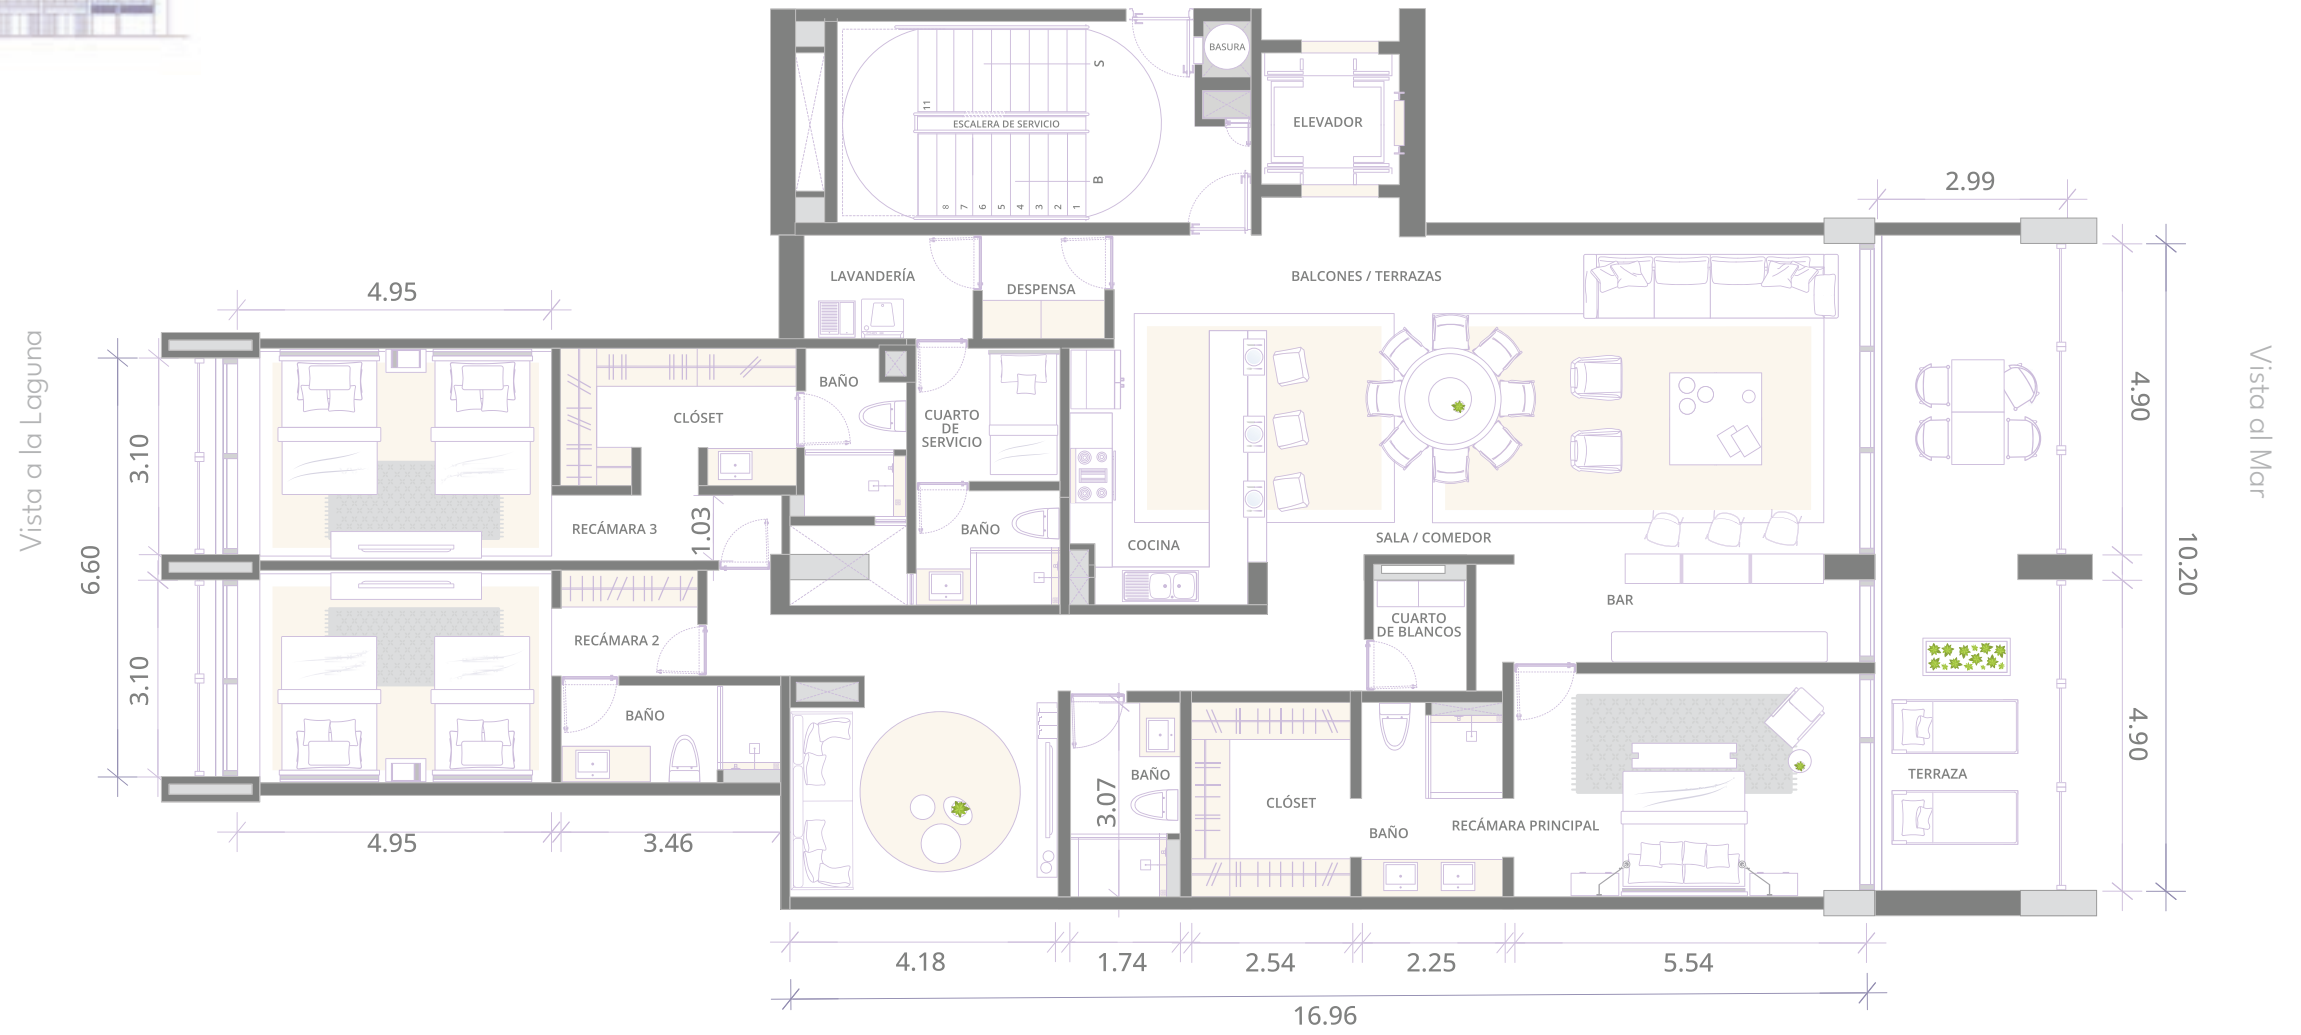 BASURA
S
11
ESCALERA DE SERVICIO
B
8 7 6 5 4 3 2 1
ELEVADOR
2.99
LAVANDERÍA
DESPENSA
BALCONES / TERRAZAS
4.95
Vista a la Laguna
Vista al Mar
3.10
6.60
3.10
4.90
10.20
4.90
BAÑO
CLÓSET
CUARTO
DE
SERVICIO
RECÁMARA 3
1.03
BAÑO
COCINA
SALA / COMEDOR
BAR
CUARTO
DE BLANCOS
RECÁMARA 2
BAÑO
BAÑO
3.07
CLÓSET
BAÑO
RECÁMARA PRINCIPAL
TERRAZA
4.95
3.46
4.18
1.74
2.54
2.25
5.54
16.96